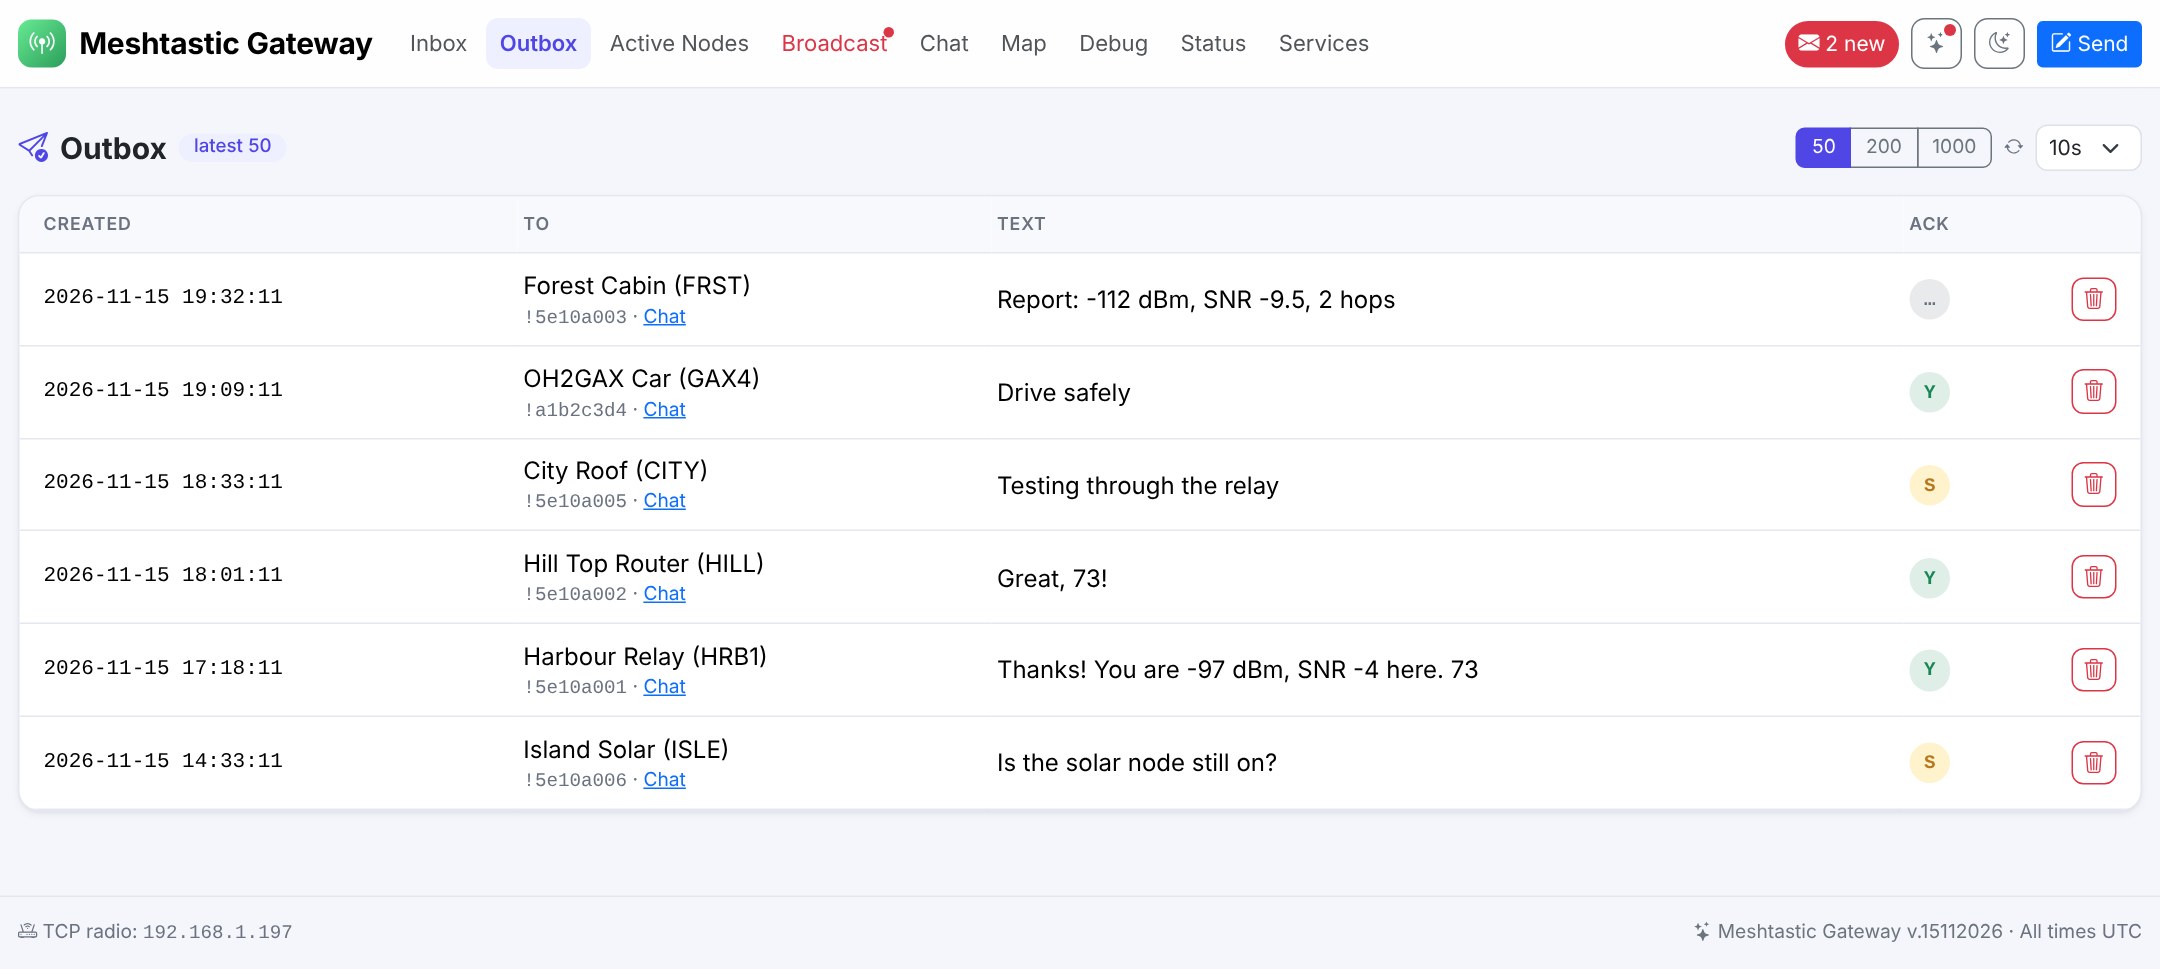 Meshtastic Gateway Inbox Outbox Active Nodes Broadcast Chat Map Debug Status Services 2 new Send
Outbox latest 50 50 200 1000 10s
CREATED TO TEXT ACK
2026-11-15 19:32:11 Forest Cabin (FRST) Report: -112 dBm, SNR -9.5, 2 hops ...
!5e10a003 · Chat
2026-11-15 19:09:11 OH2GAX Car (GAX4) Drive safely Y
!a1b2c3d4 · Chat
2026-11-15 18:33:11 City Roof (CITY) Testing through the relay S
!5e10a005 · Chat
2026-11-15 18:01:11 Hill Top Router (HILL) Great, 73! Y
!5e10a002 · Chat
2026-11-15 17:18:11 Harbour Relay (HRB1) Thanks! You are -97 dBm, SNR -4 here. 73 Y
!5e10a001 · Chat
2026-11-15 14:33:11 Island Solar (ISLE) Is the solar node still on? S
!5e10a006 · Chat
TCP radio: 192.168.1.197 Meshtastic Gateway v.15112026 · All times UTC